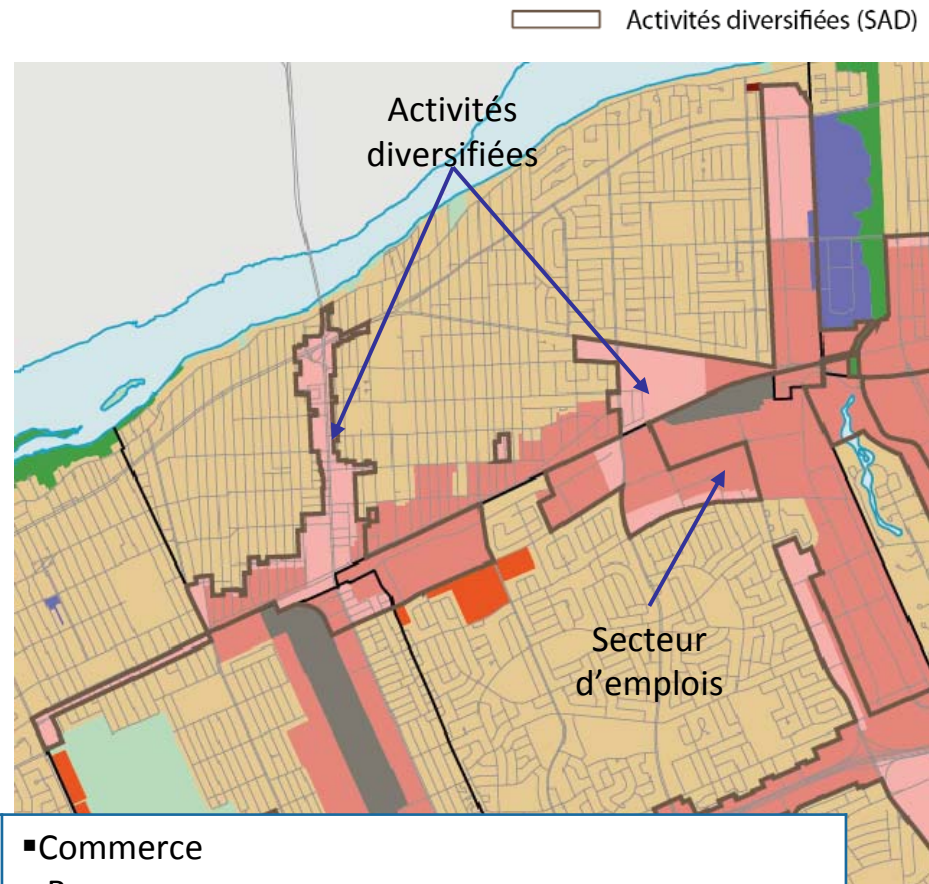 Activités diversifiées (SAD)
Activités
diversifiées
Secteur
d'emplois
▪Commerce